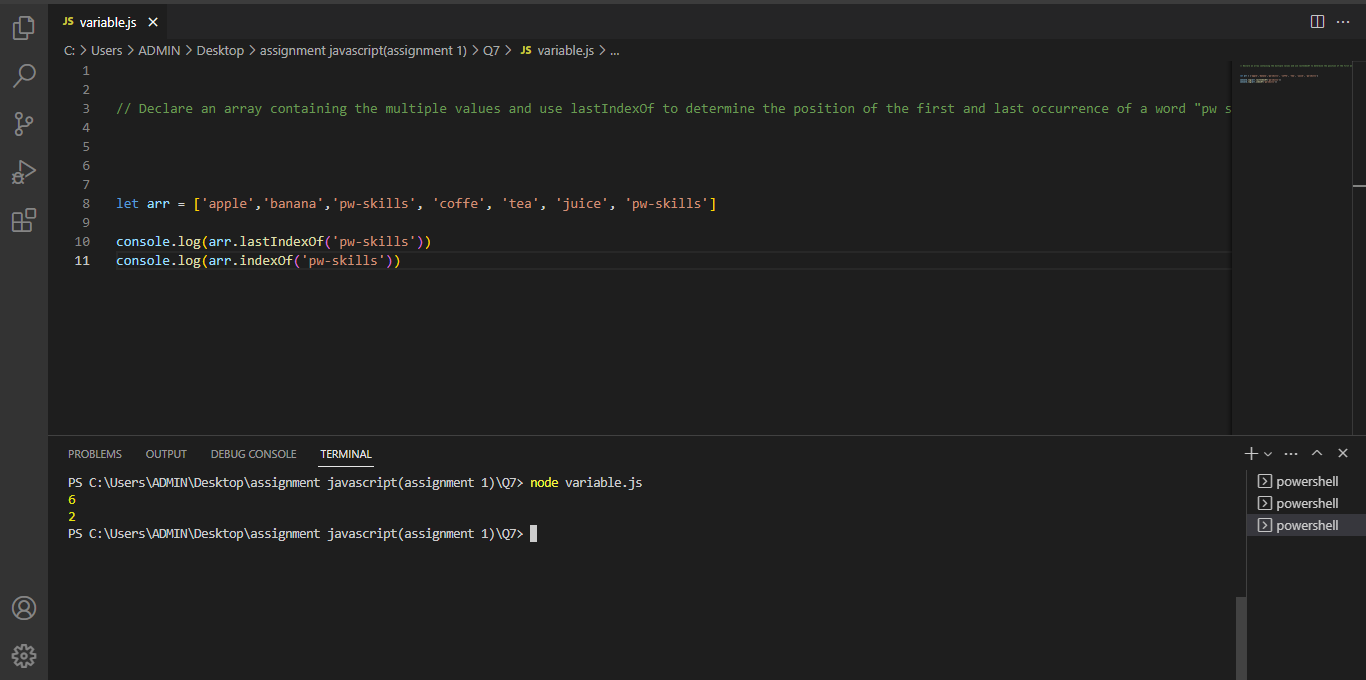 JS variable.js
C: > Users > ADMIN > Desktop > assignment javascript(assignment 1) > Q7 > JS variable.js > ...
1
2
3 // Declare an array containing the multiple values and use lastIndexOf to determine the position of the first and last occurrence of a word "pw s
4
5
6
7
8 let arr = ['apple','banana','pw-skills', 'coffe', 'tea', 'juice', 'pw-skills']
9
10 console.log(arr.lastIndexOf('pw-skills'))
11 console.log(arr.indexOf('pw-skills'))
PROBLEMS OUTPUT DEBUG CONSOLE TERMINAL
PS C:\Users\ADMIN\Desktop\assignment javascript(assignment 1)\Q7> node variable.js
6
2
PS C:\Users\ADMIN\Desktop\assignment javascript(assignment 1)\Q7>
powershell
powershell
powershell